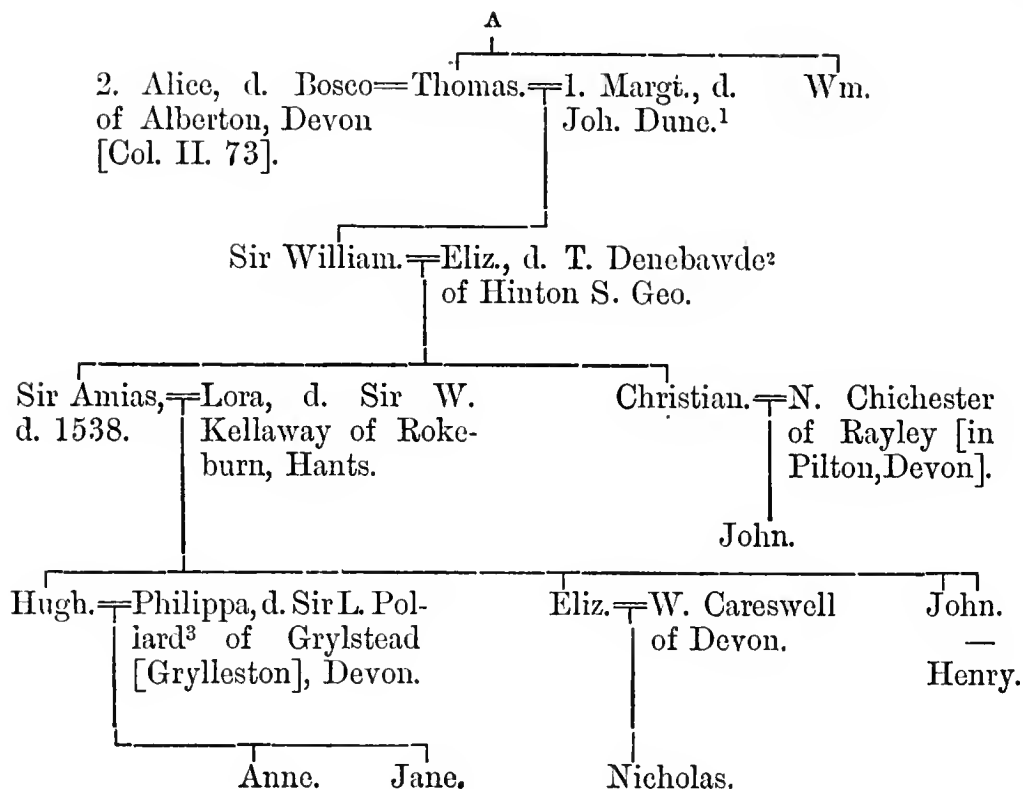 A
2. Alice, d. Bosco=Thomas.=1. Margt., d. Wm.
of Alberton, Devon Joh. Dune.¹
[Col. II. 73].
Sir William.=Eliz., d. T. Denebawde²
of Hinton S. Geo.
Sir Amias,=Lora, d. Sir W. Christian.=N. Chichester
d. 1538. Kellaway of Roke- of Rayley [in
burn, Hants. Pilton, Devon].
John.
Hugh.=Philippa, d. Sir L. Pol- Eliz.=W. Careswell John.
lard³ of Grylstead of Devon. —
[Grylleston], Devon. Henry.
Anne. Jane. Nicholas.